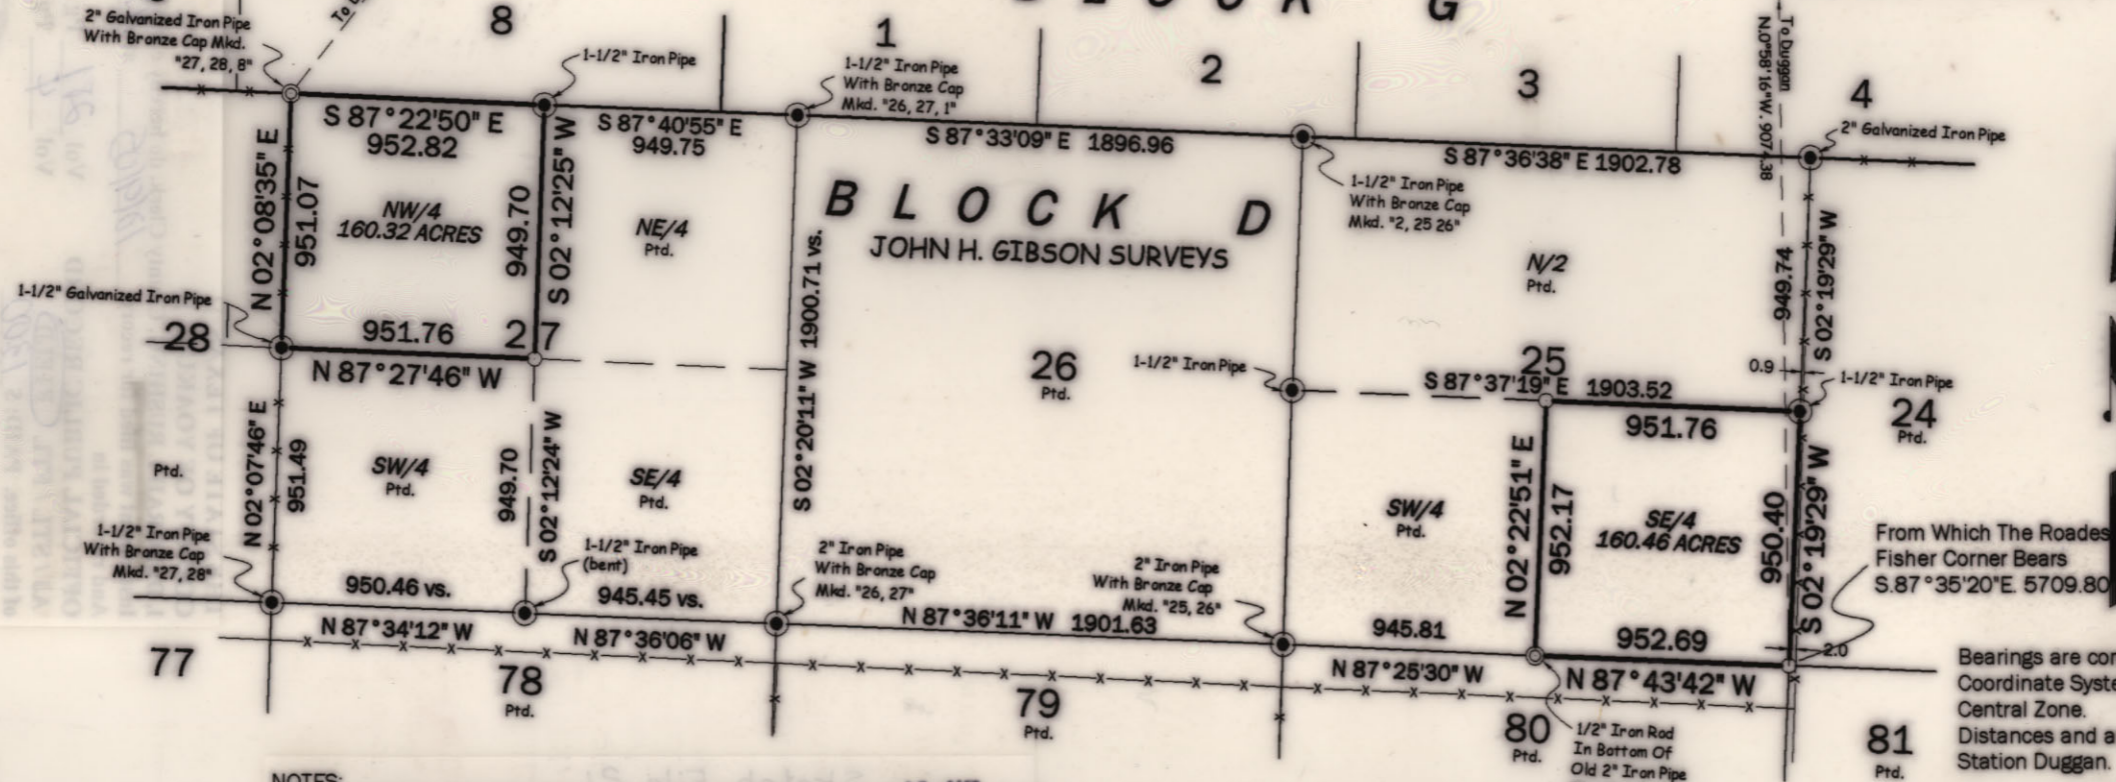 BLOCK G
8
1
2
3
4
2" Galvanized Iron Pipe
With Bronze Cap Mkd.
"27, 28, 8"
1-1/2" Iron Pipe
1-1/2" Iron Pipe
With Bronze Cap
Mkd. "26, 27, 1"
To Duggan
N.0°58'16"W. 9074.38
2" Galvanized Iron Pipe
S 87°22'50" E
952.82
S 87°40'55" E
949.75
S 87°33'09" E 1896.96
S 87°36'38" E 1902.78
1-1/2" Iron Pipe
With Bronze Cap
Mkd. "2, 25 26"
N 02°08'35" E
951.07
NW/4
160.32 ACRES
949.70
S 02°12'25" W
NE/4
Ptd.
BLOCK D
JOHN H. GIBSON SURVEYS
N/2
Ptd.
949.74
S 02°19'29" W
1-1/2" Galvanized Iron Pipe
28
951.76
27
N 87°27'46" W
S 02°20'11" W 1900.71 vs.
26
Ptd.
1-1/2" Iron Pipe
25
S 87°37'19" E 1903.52
951.76
0.9
1-1/2" Iron Pipe
24
Ptd.
Ptd.
N 02°07'46" E
951.49
SW/4
Ptd.
949.70
S 02°12'24" W
SE/4
Ptd.
SW/4
Ptd.
N 02°22'51" E
952.17
SE/4
160.46 ACRES
950.40
S 02°19'29" W
From Which The Roades
Fisher Corner Bears
S.87°35'20"E. 5709.80
1-1/2" Iron Pipe
With Bronze Cap
Mkd. "27, 28"
950.46 vs.
1-1/2" Iron Pipe
(bent)
945.45 vs.
2" Iron Pipe
With Bronze Cap
Mkd. "26, 27"
2" Iron Pipe
With Bronze Cap
Mkd. "25, 26"
N 87°34'12" W
N 87°36'06" W
N 87°36'11" W 1901.63
945.81
N 87°25'30" W
952.69
N 87°43'42" W
2.0
77
78
Ptd.
79
Ptd.
80
Ptd.
1/2" Iron Rod
In Bottom Of
Old 2" Iron Pipe
81
Ptd.
Bearings are cor
Coordinate Syste
Central Zone.
Distances and a
Station Duggan.
NOTES: